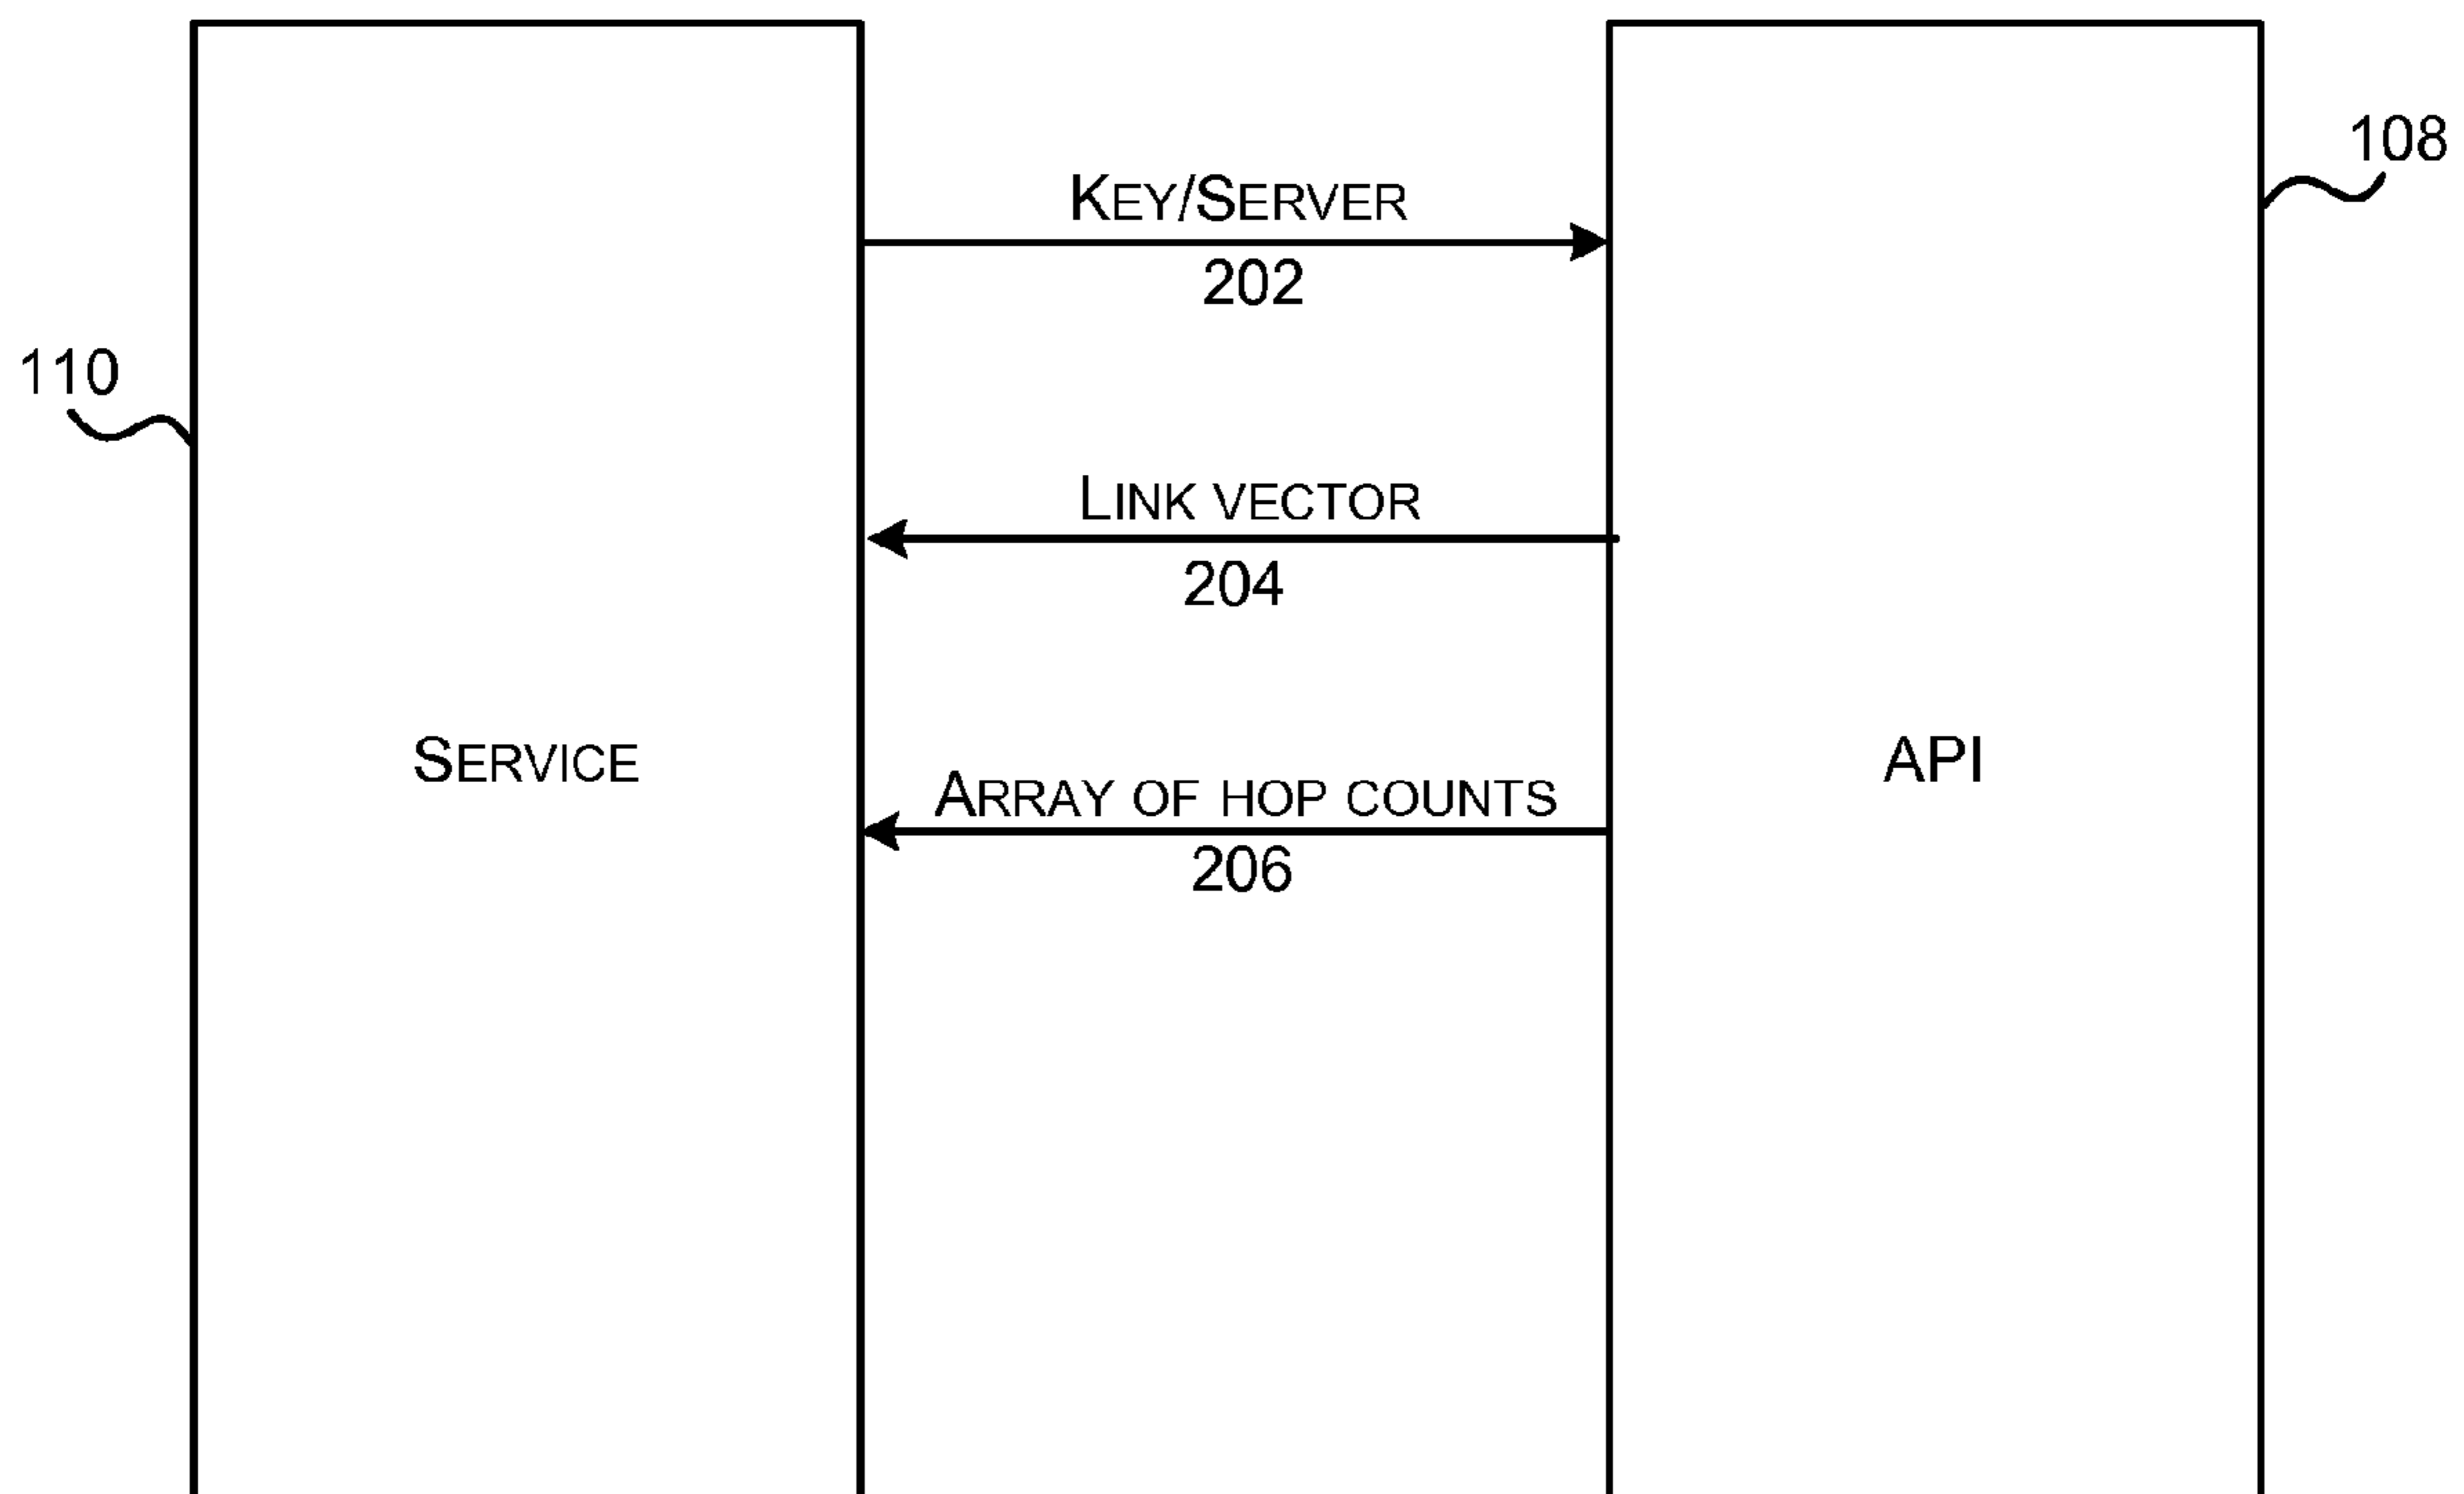 108
KEY/SERVER
202
110
LINK VECTOR
204
SERVICE
API
ARRAY OF HOP COUNTS
206